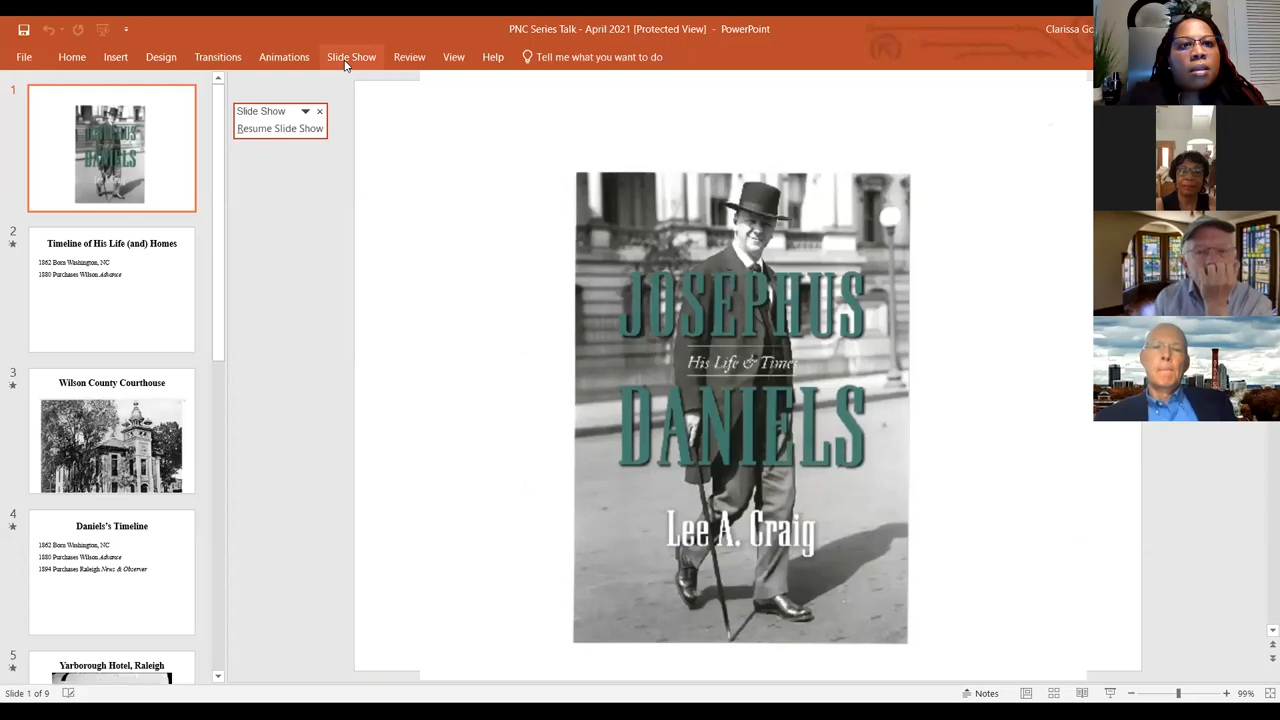 PNC Series Talk - April 2021 [Protected View] - PowerPoint
Clarissa Go
File Home Insert Design Transitions Animations Slide Show Review View Help Tell me what you want to do
1
JOSEPHUS
DANIELS
Lee A. Craig
2
Timeline of His Life (and) Homes
1862 Born Washington, NC
1880 Purchases Wilson Advance
3
Wilson County Courthouse
4
Daniels's Timeline
1862 Born Washington, NC
1880 Purchases Wilson Advance
1894 Purchases Raleigh News & Observer
5
Yarborough Hotel, Raleigh
Slide Show
Resume Slide Show
JOSEPHUS
His Life & Times
DANIELS
Lee A. Craig
Slide 1 of 9
Notes
99%